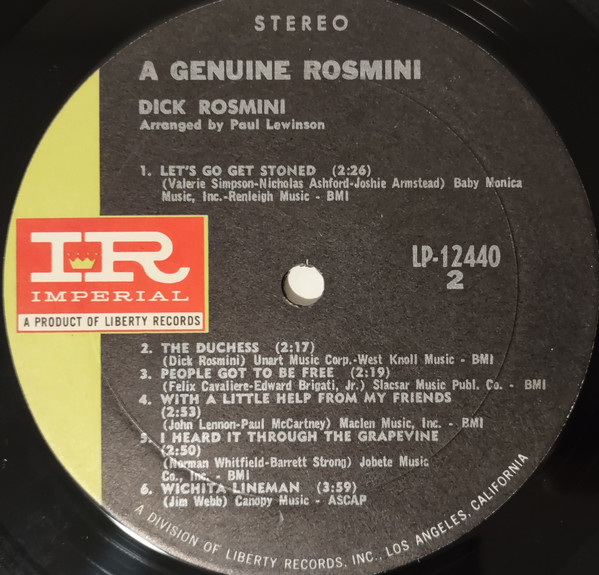 STEREO
A GENUINE ROSMINI
DICK ROSMINI
Arranged by Paul Lewinson
1. LET'S GO GET STONED (2:26)
(Valerie Simpson-Nicholas Ashford-Joshie Armstead) Baby Monica
Music, Inc.-Renleigh Music - BMI
IR
IMPERIAL
A PRODUCT OF LIBERTY RECORDS
LP-12440
2
2. THE DUCHESS (2:17)
(Dick Rosmini) Unart Music Corp.-West Knoll Music - BMI
3. PEOPLE GOT TO BE FREE (2:19)
(Felix Cavaliere-Edward Brigati, Jr.) Slacsar Music Publ. Co. - BMI
4. WITH A LITTLE HELP FROM MY FRIENDS
(2:53)
(John Lennon-Paul McCartney) Maclen Music, Inc. - BMI
5. I HEARD IT THROUGH THE GRAPEVINE
(2:50)
(Norman Whitfield-Barrett Strong) Jobete Music
Co., Inc. - BMI
6. WICHITA LINEMAN (3:59)
(Jim Webb) Canopy Music - ASCAP
A DIVISION OF LIBERTY RECORDS, INC., LOS ANGELES, CALIFORNIA